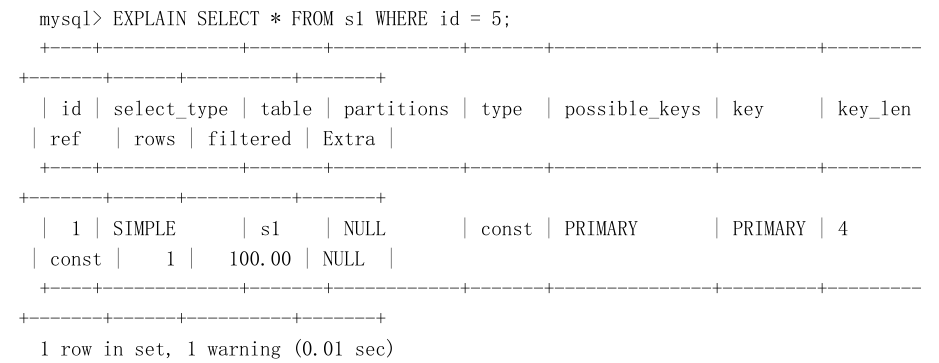 mysql> EXPLAIN SELECT * FROM s1 WHERE id = 5;
+----+-------------+-------+------------+-------+---------------+---------+---------
+-------+------+----------+-------+
| id | select_type | table | partitions | type | possible_keys | key | key_len
| ref | rows | filtered | Extra |
+----+-------------+-------+------------+-------+---------------+---------+---------
+-------+------+----------+-------+
| 1 | SIMPLE | s1 | NULL | const | PRIMARY | PRIMARY | 4
| const | 1 | 100.00 | NULL |
+----+-------------+-------+------------+-------+---------------+---------+---------
+-------+------+----------+-------+
1 row in set, 1 warning (0.01 sec)